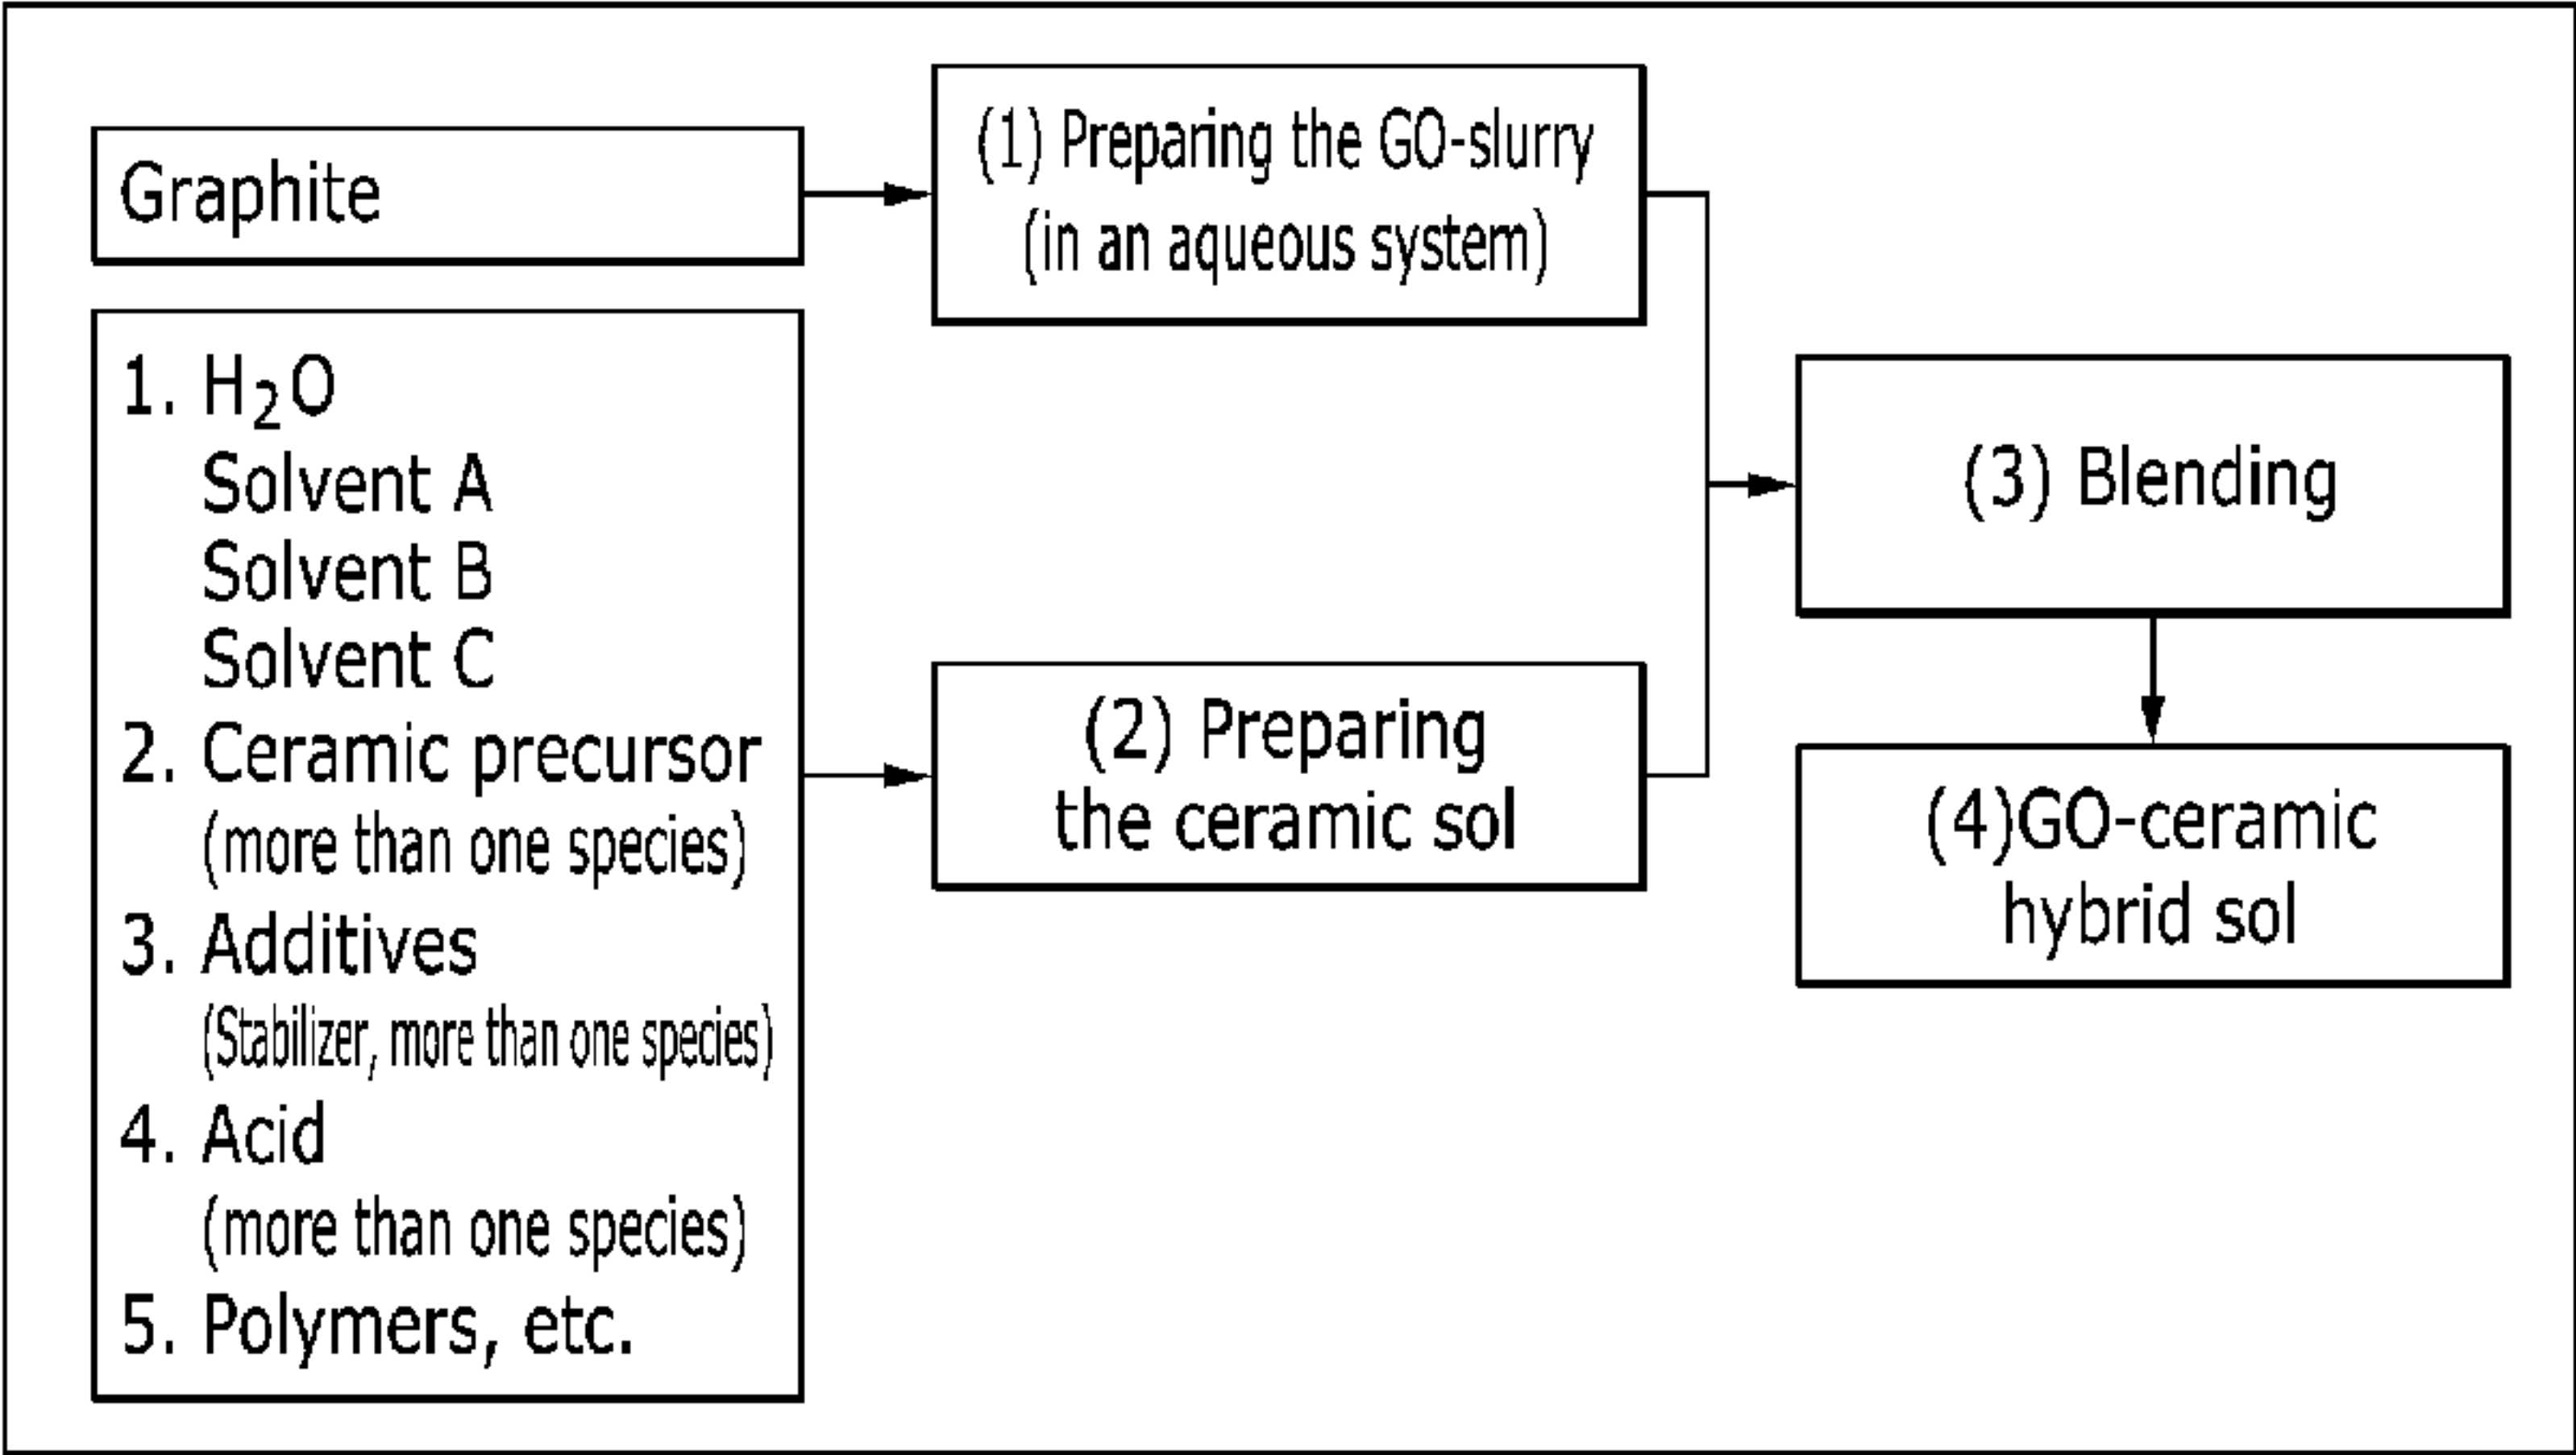 Graphite
1. H₂O
Solvent A
Solvent B
Solvent C
2. Ceramic precursor
(more than one species)
3. Additives
(Stabilizer, more than one species)
4. Acid
(more than one species)
5. Polymers, etc.
(1) Preparing the GO-slurry
(in an aqueous system)
(2) Preparing
the ceramic sol
(3) Blending
(4)GO-ceramic
hybrid sol